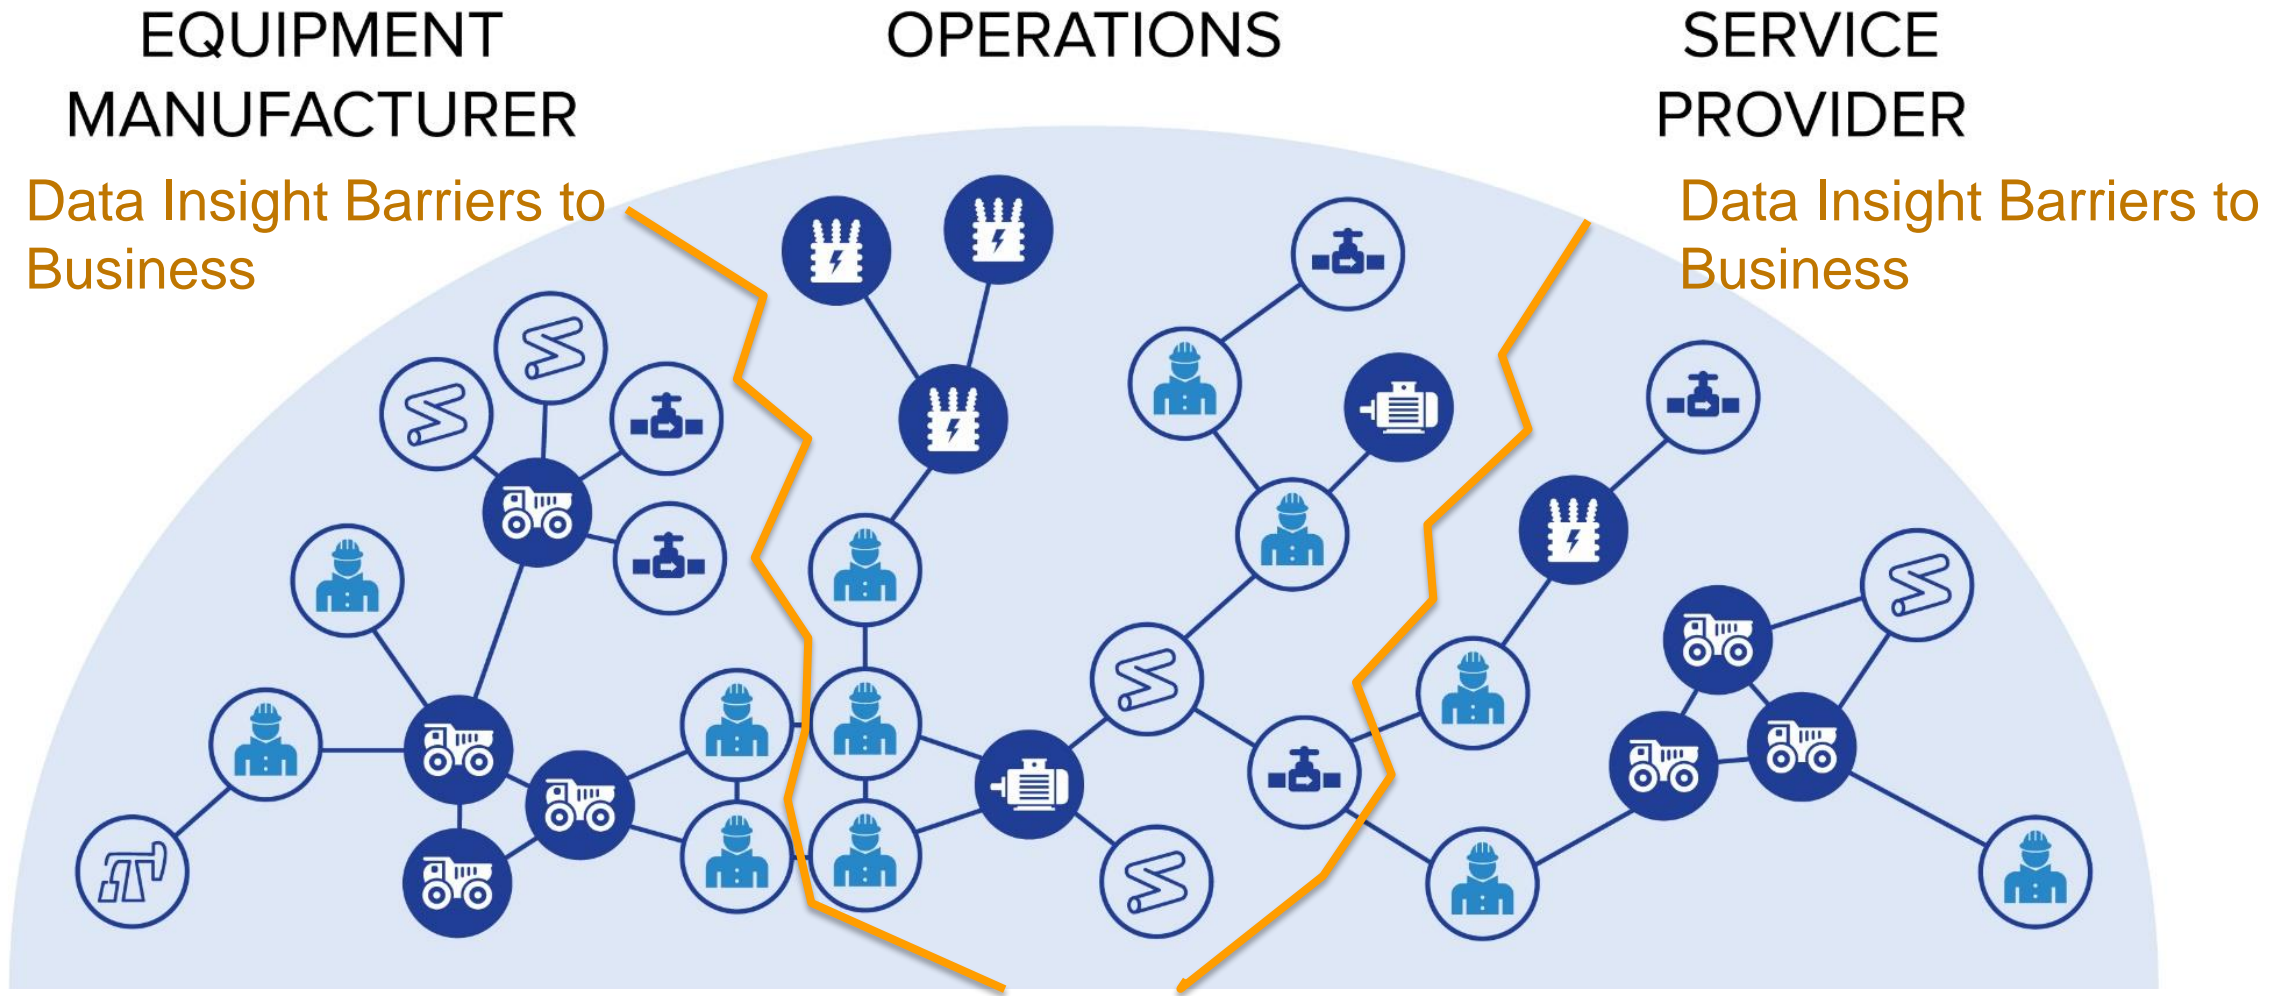 EQUIPMENT
MANUFACTURER
Data Insight Barriers to
Business
OPERATIONS
SERVICE
PROVIDER
Data Insight Barriers to
Business